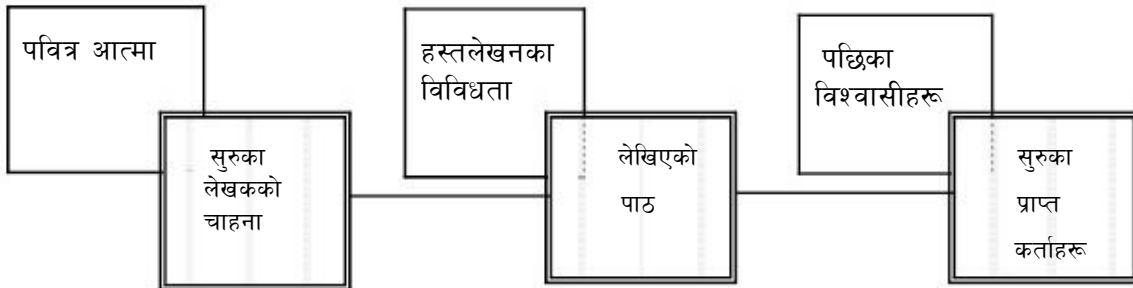 पवित्र आत्मा
सुरुका
लेखकको
चाहना
हस्तलेखनका
विविधता
लेखिएको
पाठ
पछिका
विश्वासीहरू
सुरुका
प्राप्त
कर्ताहरू